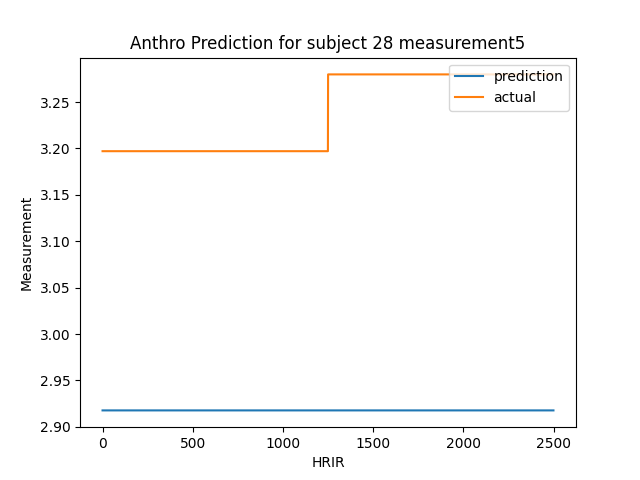 Anthro Prediction for subject 28 measurement5
prediction
actual
Measurement
3.25
3.20
3.15
3.10
3.05
3.00
2.95
2.90
0 500 1000 1500 2000 2500
HRIR